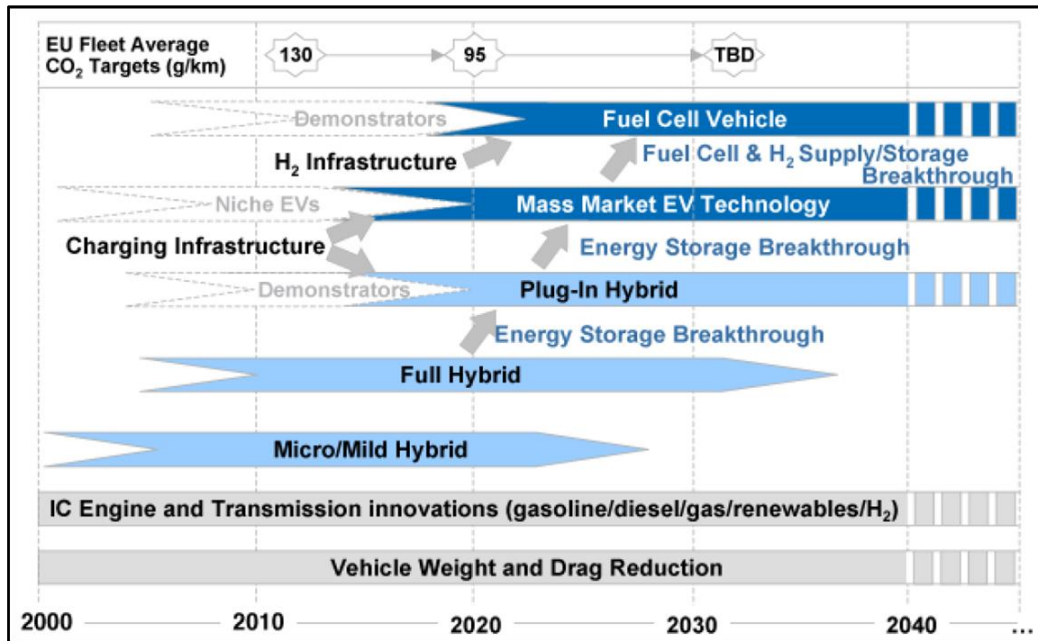 EU Fleet Average
CO₂ Targets (g/km)
130
95
TBD
Demonstrators
Fuel Cell Vehicle
H₂ Infrastructure
Fuel Cell & H₂ Supply/Storage
Breakthrough
Niche EVs
Mass Market EV Technology
Charging Infrastructure
Energy Storage Breakthrough
Demonstrators
Plug-In Hybrid
Energy Storage Breakthrough
Full Hybrid
Micro/Mild Hybrid
IC Engine and Transmission innovations (gasoline/diesel/gas/renewables/H₂)
Vehicle Weight and Drag Reduction
2000 2010 2020 2030 2040 ...